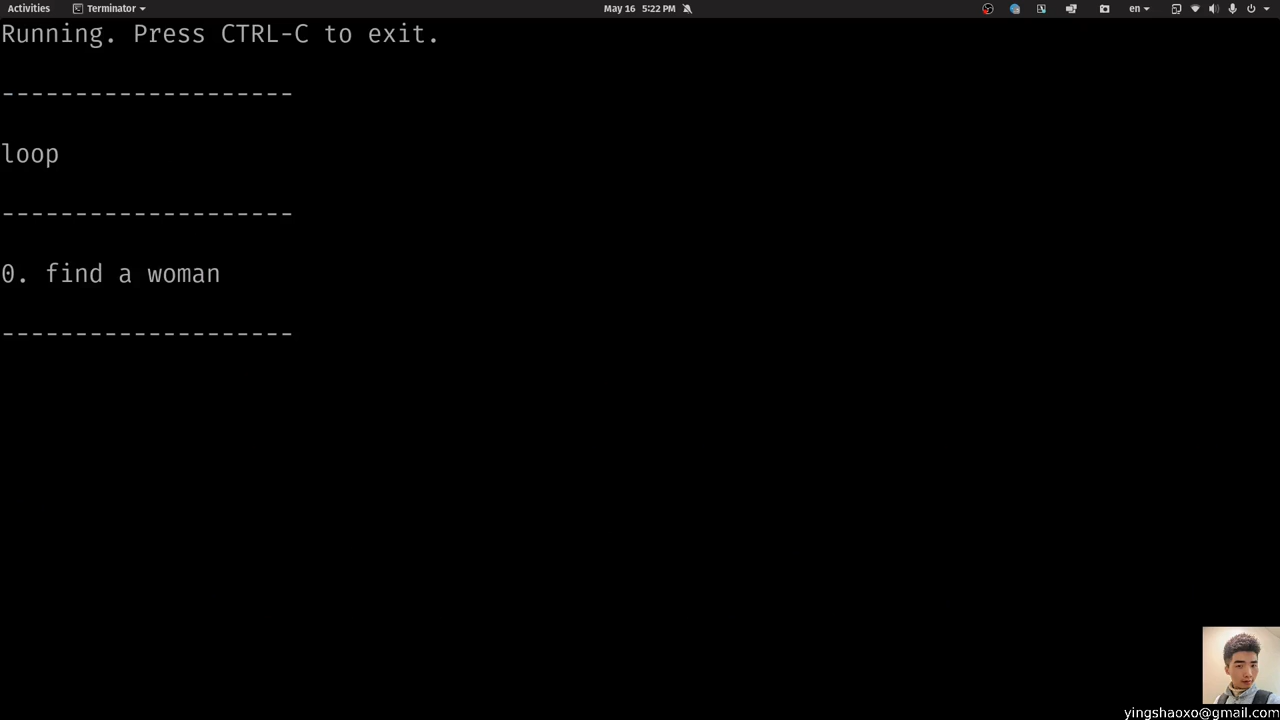 Activities Terminator May 16 5:22 PM en
Running. Press CTRL-C to exit.
--------------------
loop
--------------------
0. find a woman
--------------------
yingshaoxo@gmail.com